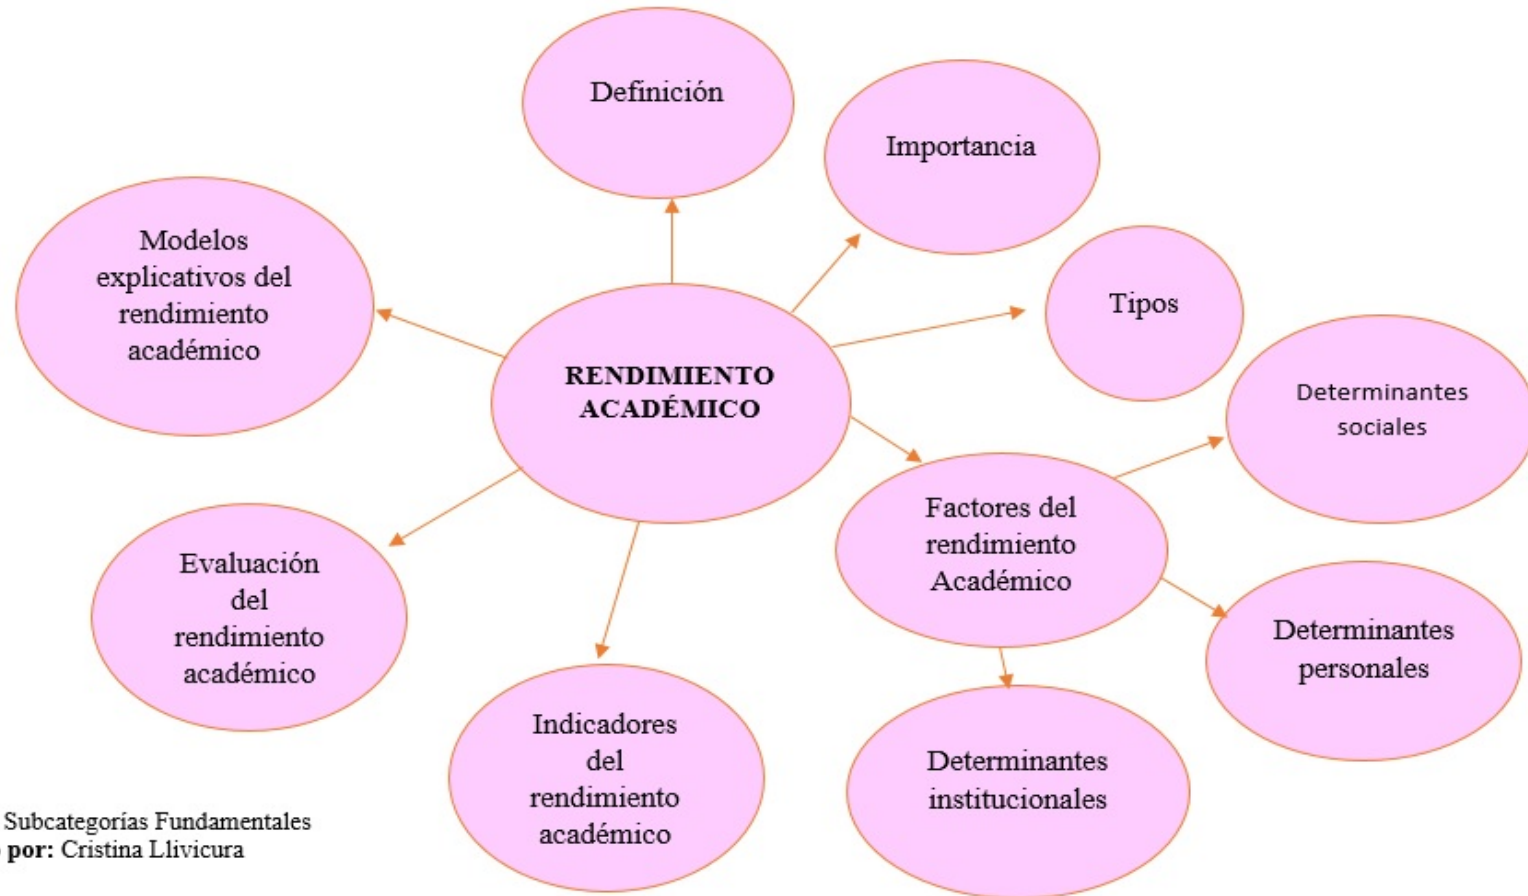 Definición
Importancia
Modelos
explicativos del
rendimiento
académico
Tipos
RENDIMIENTO
ACADÉMICO
Determinantes
sociales
Factores del
rendimiento
Académico
Evaluación
del
rendimiento
académico
Determinantes
personales
Indicadores
del
rendimiento
académico
Determinantes
institucionales
Subcategorías Fundamentales
por: Cristina Llivicura